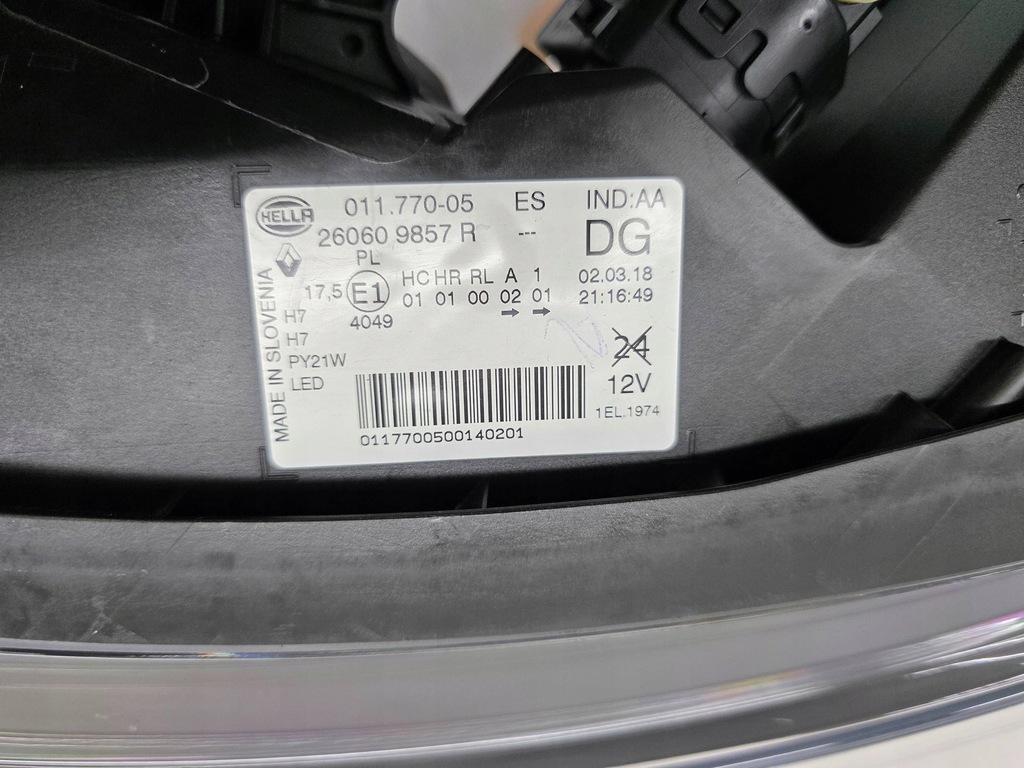 HELLA 011.770-05 ES IND:AA
26060 9857 R --- DG
PL
17,5 E1 HC HR RL A 1 02.03.18
01 01 00 02 01 21:16:49
4049
H7
H7
PY21W
LED
24
12V
1EL.1974
0117700500140201
MADE IN SLOVENIA